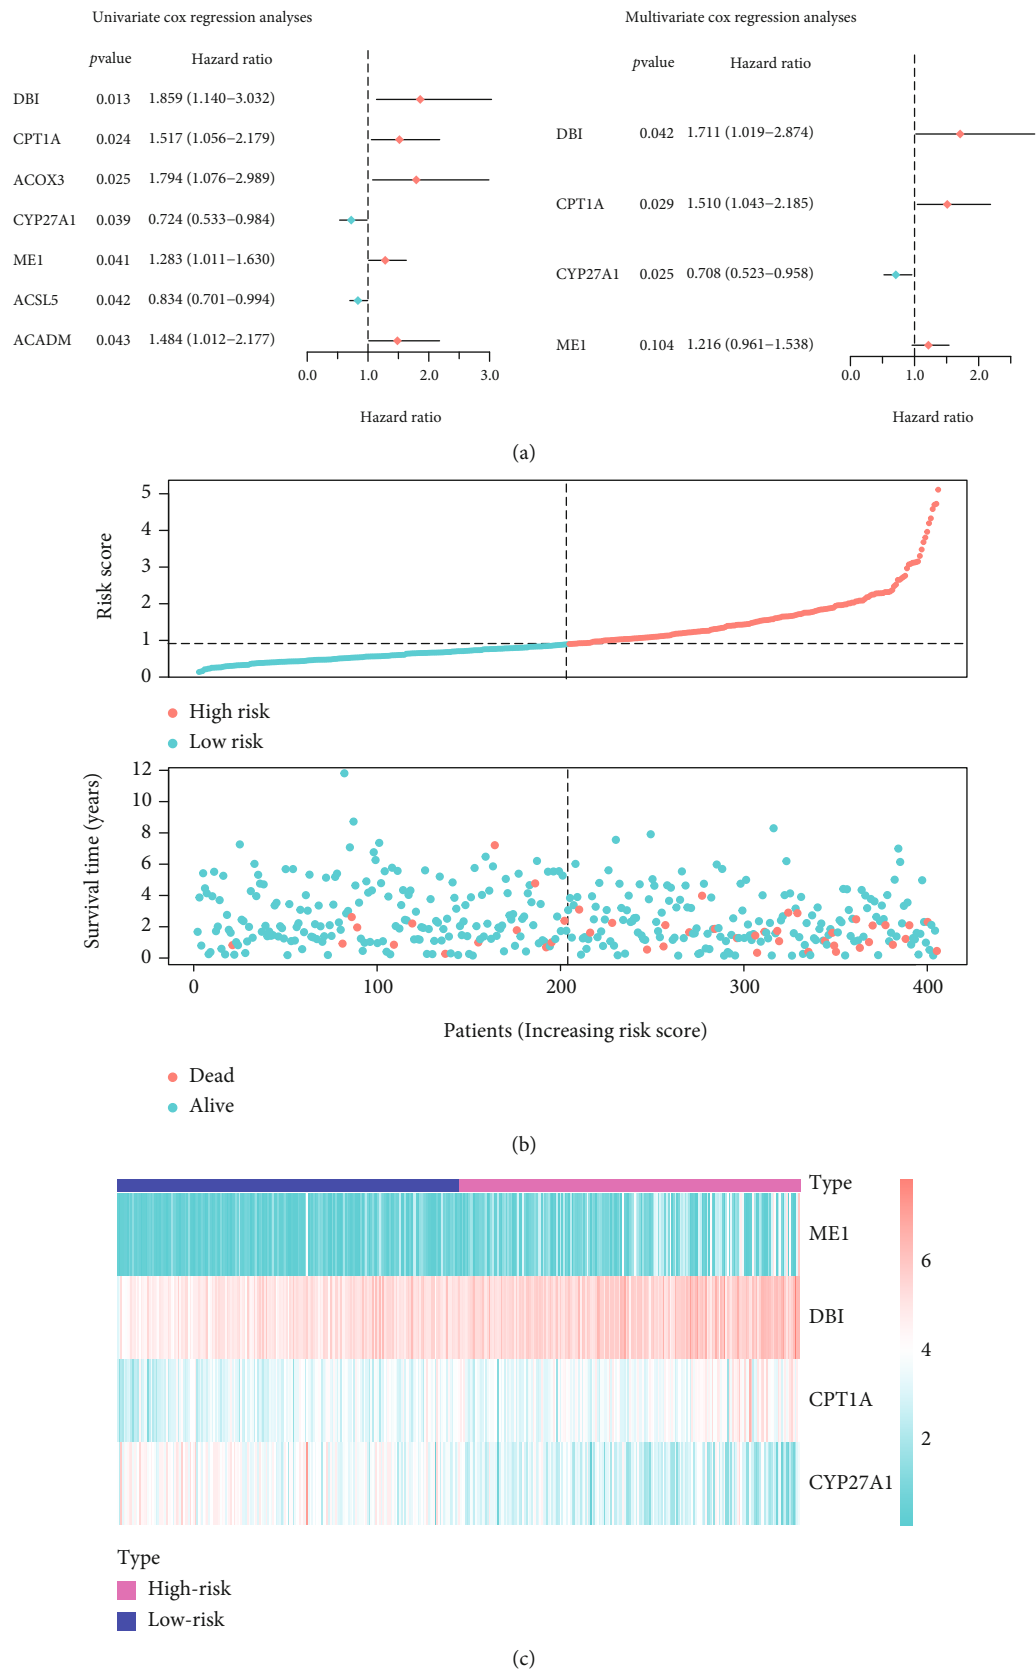 Univariate cox regression analyses
pvalue Hazard ratio
DBI 0.013 1.859 (1.140−3.032)
CPT1A 0.024 1.517 (1.056−2.179)
ACOX3 0.025 1.794 (1.076−2.989)
CYP27A1 0.039 0.724 (0.533−0.984)
ME1 0.041 1.283 (1.011−1.630)
ACSL5 0.042 0.834 (0.701−0.994)
ACADM 0.043 1.484 (1.012−2.177)
0.0 1.0 2.0 3.0
Hazard ratio
Multivariate cox regression analyses
pvalue Hazard ratio
DBI 0.042 1.711 (1.019−2.874)
CPT1A 0.029 1.510 (1.043−2.185)
CYP27A1 0.025 0.708 (0.523−0.958)
ME1 0.104 1.216 (0.961−1.538)
0.0 1.0 2.0
Hazard ratio
(a)
Risk score
5
4
3
2
1
0
High risk
Low risk
Survival time (years)
12
10
8
6
4
2
0
0 100 200 300 400
Patients (Increasing risk score)
Dead
Alive
(b)
Type
ME1
DBI
CPT1A
CYP27A1
6
4
2
Type
High-risk
Low-risk
(c)